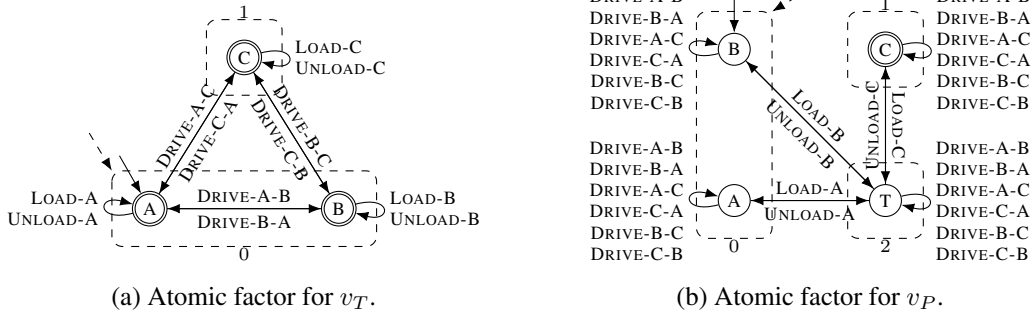 1
C
LOAD-C
UNLOAD-C
DRIVE-A-C
DRIVE-C-A
DRIVE-B-C
DRIVE-C-B
LOAD-A
UNLOAD-A
A
DRIVE-A-B
DRIVE-B-A
B
LOAD-B
UNLOAD-B
0
(a) Atomic factor for v_T.
DRIVE-A-B
DRIVE-B-A
DRIVE-A-C
DRIVE-C-A
DRIVE-B-C
DRIVE-C-B
B
LOAD-B
UNLOAD-B
1
C
UNLOAD-C
LOAD-C
DRIVE-A-B
DRIVE-B-A
DRIVE-A-C
DRIVE-C-A
DRIVE-B-C
DRIVE-C-B
DRIVE-A-B
DRIVE-B-A
DRIVE-A-C
DRIVE-C-A
DRIVE-B-C
DRIVE-C-B
A
LOAD-A
UNLOAD-A
T
0
2
DRIVE-A-B
DRIVE-B-A
DRIVE-A-C
DRIVE-C-A
DRIVE-B-C
DRIVE-C-B
(b) Atomic factor for v_P.